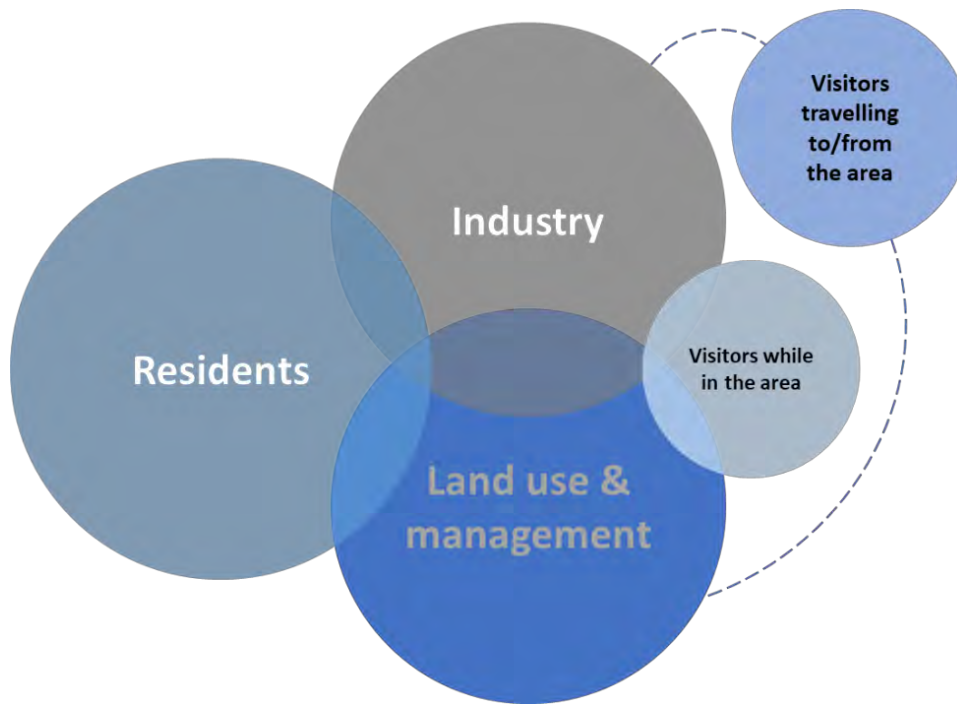 Visitors
travelling
to/from
the area
Industry
Residents
Visitors while
in the area
Land use &
management